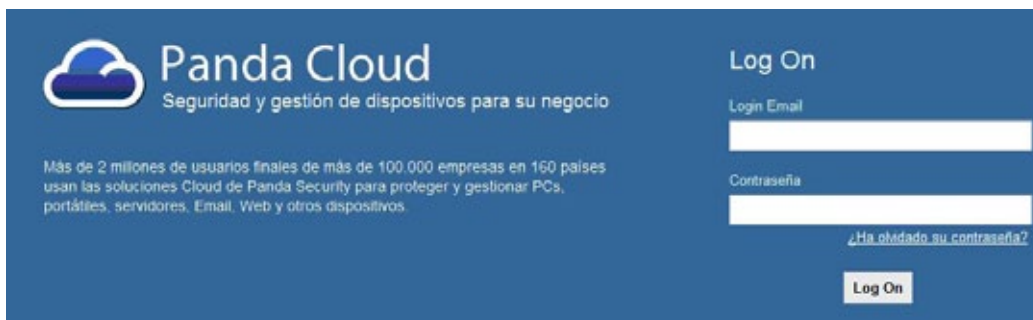 Panda Cloud
Seguridad y gestión de dispositivos para su negocio
Más de 2 millones de usuarios finales de más de 100.000 empresas en 160 países
usan las soluciones Cloud de Panda Security para proteger y gestionar PCs,
portátiles, servidores, Email, Web y otros dispositivos.
Log On
Login Email
Contraseña
¿Ha olvidado su contraseña?
Log On